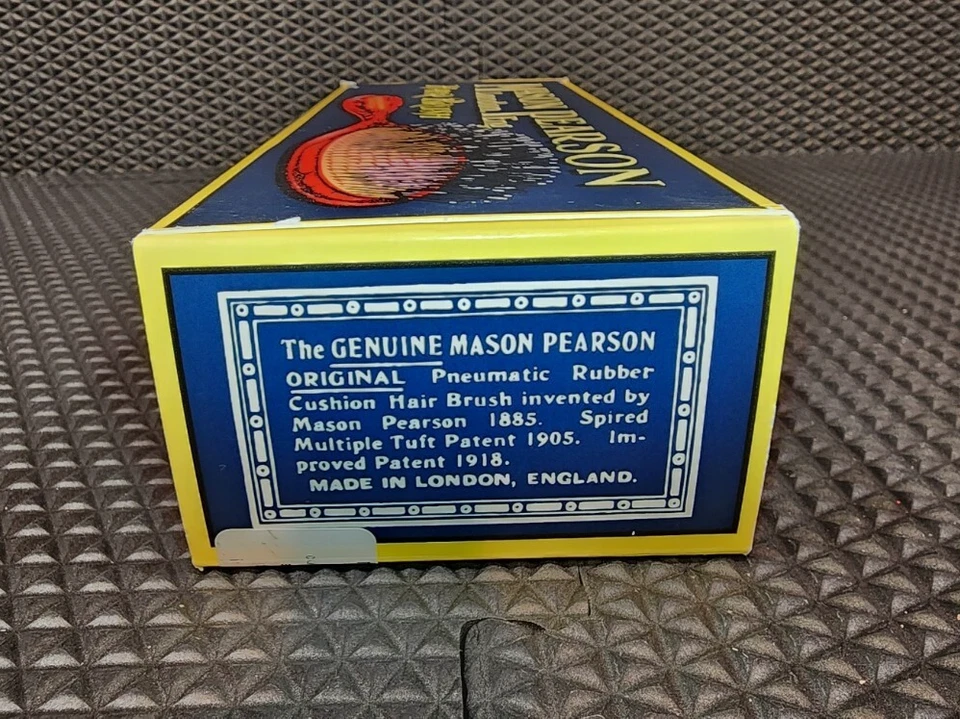 PEARSON
The GENUINE MASON PEARSON
ORIGINAL Pneumatic Rubber
Cushion Hair Brush invented by
Mason Pearson 1885. Spired
Multiple Tuft Patent 1905. Im-
proved Patent 1918.
MADE IN LONDON, ENGLAND.